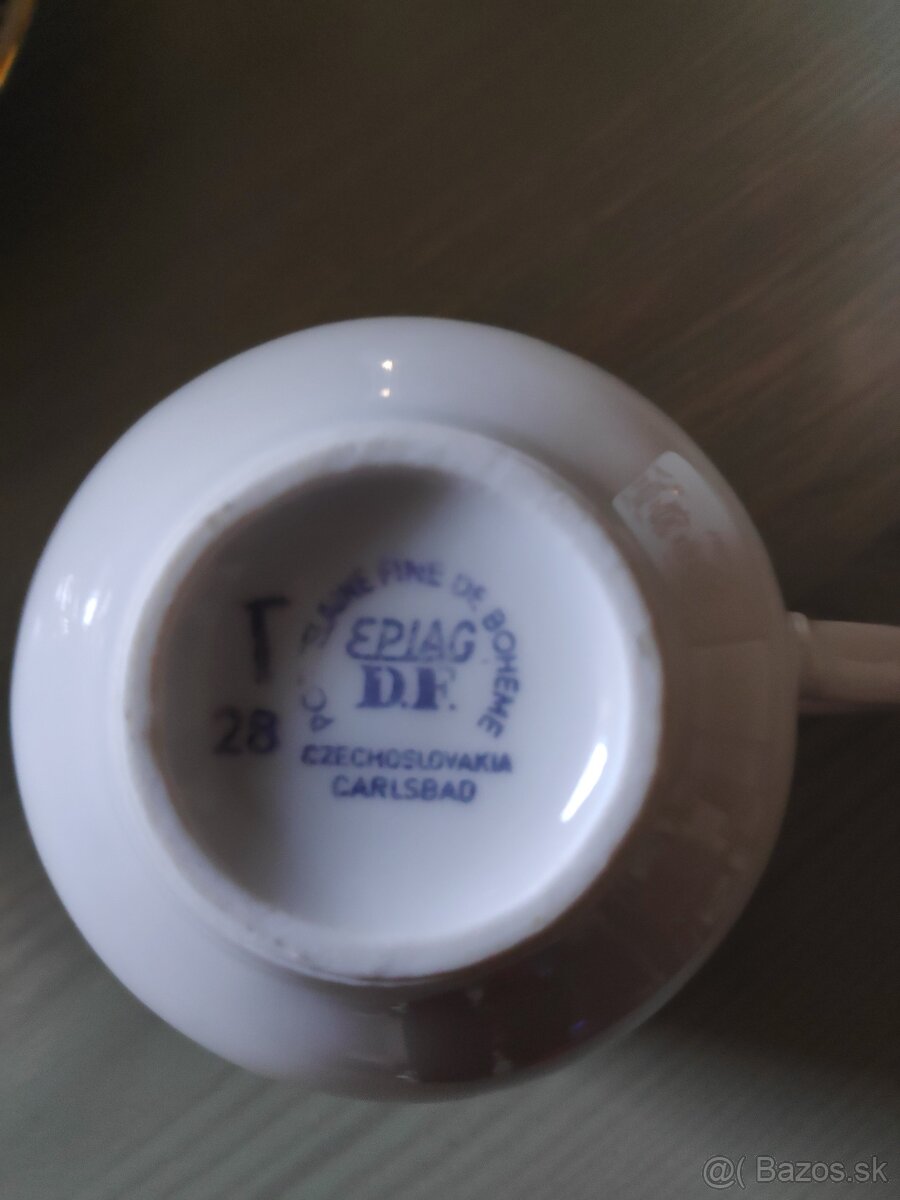 PORCELAINE FINE DE BOHEME
EPIAG
D.F.
CZECHOSLOVAKIA
CARLSBAD
28
@( Bazos.sk